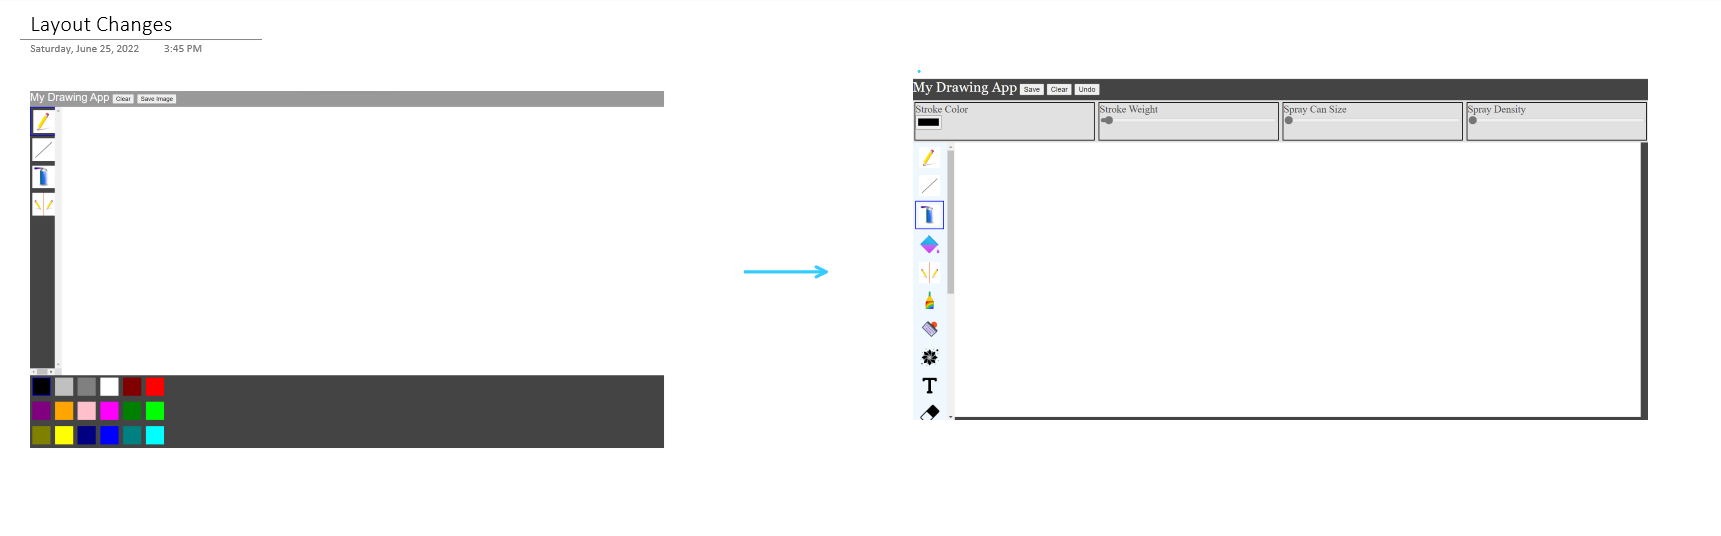 Layout Changes
Saturday, June 25, 2022 3:45 PM
My Drawing App Clear Save Image
My Drawing App Save Clear Undo
Stroke Color Stroke Weight Spray Can Size Spray Density
T